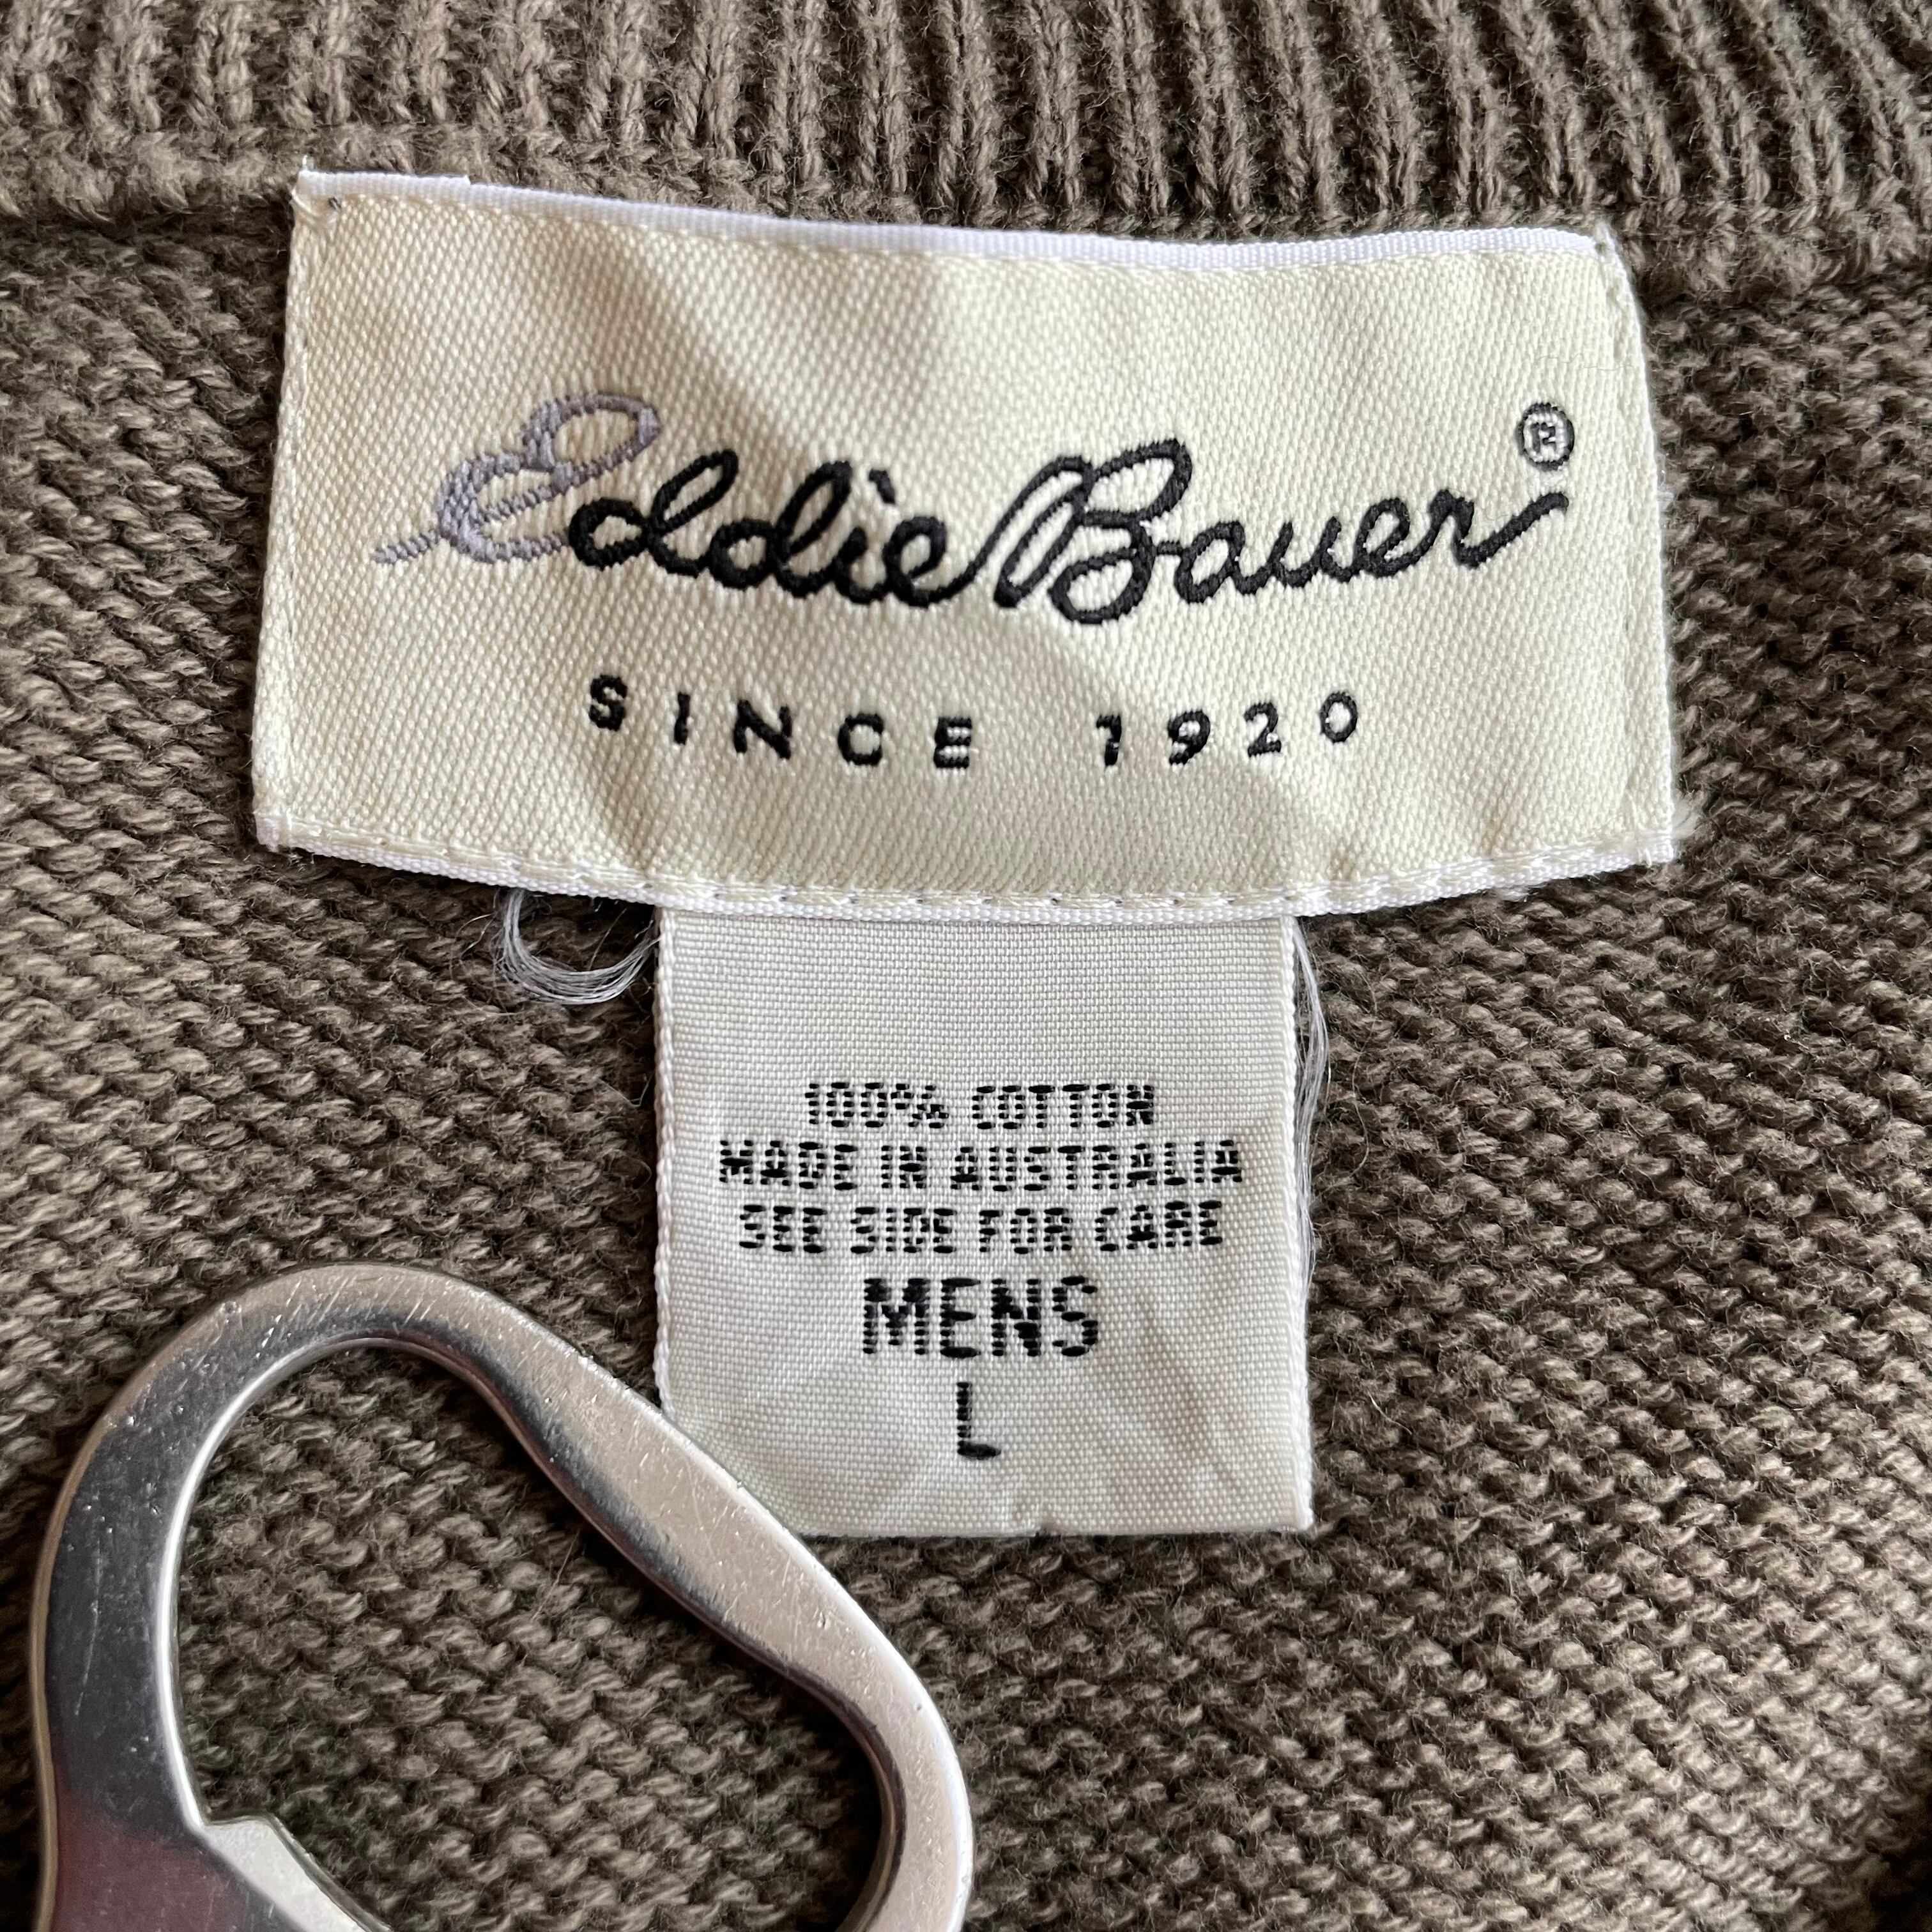 Eddie Bauer®
SINCE 1920
100% COTTON
MADE IN AUSTRALIA
SEE SIDE FOR CARE
MENS
L